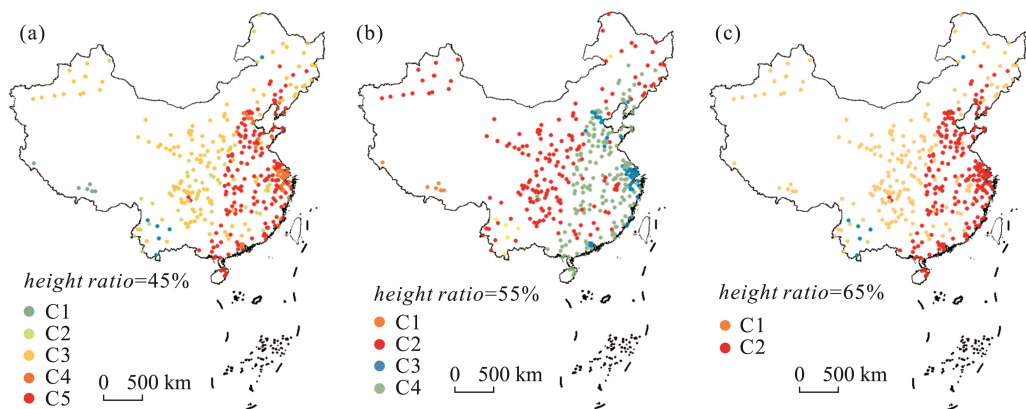 (a)
height ratio=45%
C1
C2
C3
C4
C5
0 500 km
(b)
height ratio=55%
C1
C2
C3
C4
0 500 km
(c)
height ratio=65%
C1
C2
0 500 km